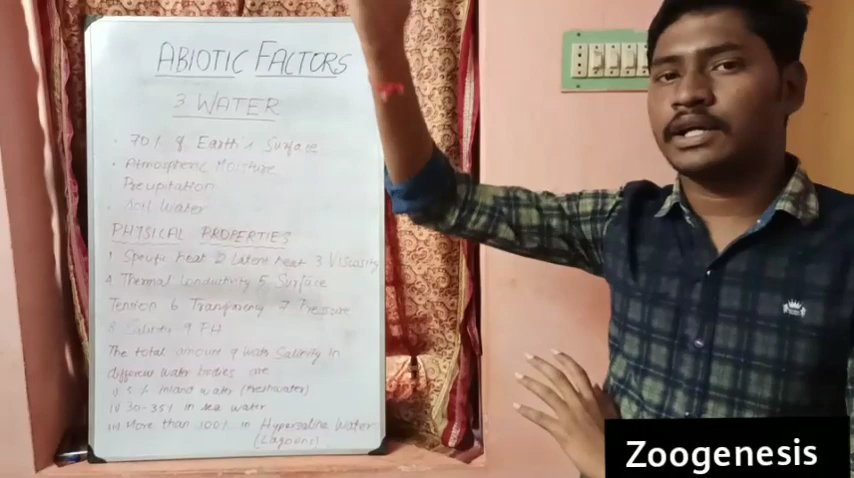 ABIOTIC FACTORS
3 WATER
• 70% of Earth's Surface
• Atmospheric Moisture
Precipitation
• Soil Water
PHYSICAL PROPERTIES
1 Specific heat 2 Latent heat 3 Viscosity
4 Thermal Conductivity 5 Surface
Tension 6 Transparency 7 Pressure
8 Salinity 9 PH
The total amount of water Salinity in
different water bodies are
i) 5% inland water (freshwater)
ii) 30-35% in sea water
iii) More than 100% in Hypersaline Water
(Lagoons)
Zoogenesis